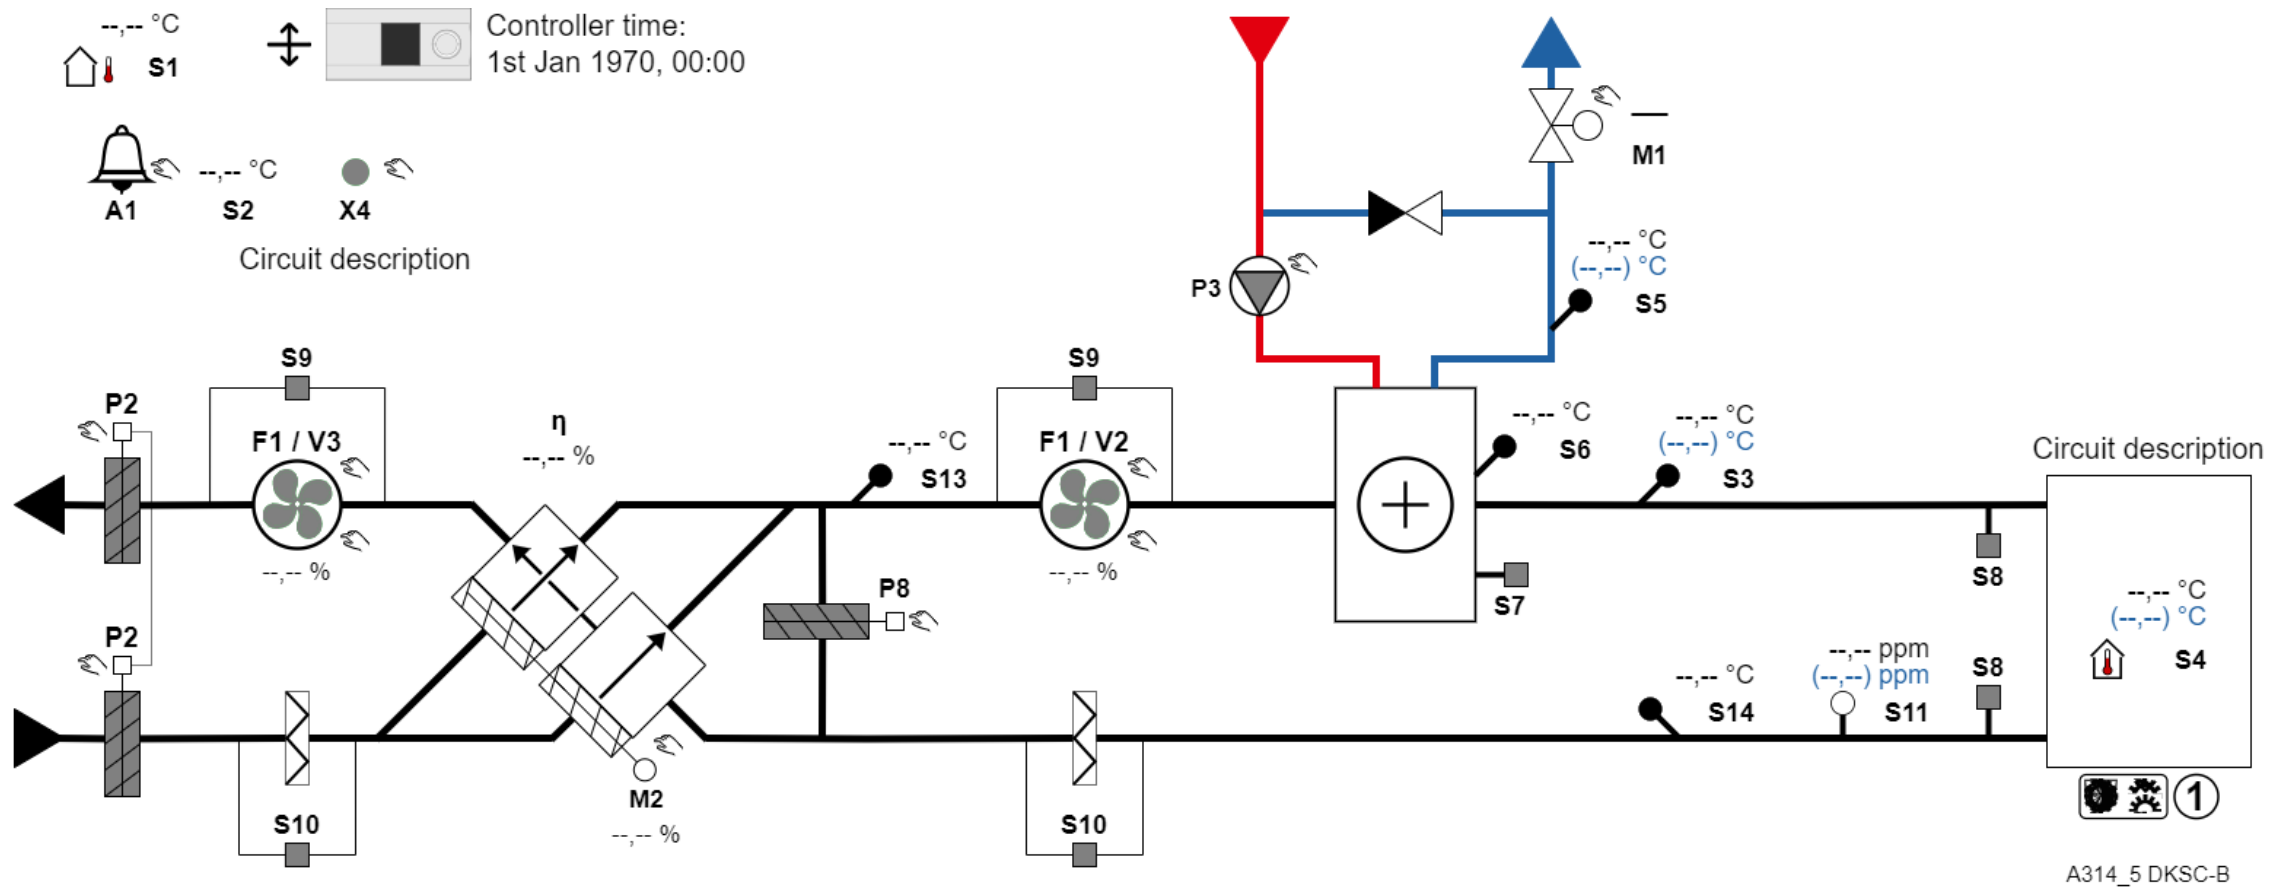 --,-- °C
S1
Controller time:
1st Jan 1970, 00:00
A1
--,-- °C
S2
X4
Circuit description
M1
--,-- °C
(--,--) °C
S5
P3
S9
S9
P2
F1 / V3
--,-- %
η
--,-- %
--,-- °C
S13
F1 / V2
--,-- %
--,-- °C
S6
--,-- °C
(--,--) °C
S3
Circuit description
S8
S7
P8
P2
--,-- °C
(--,--) °C
S4
--,-- °C
S14
--,-- ppm
(--,--) ppm
S11
S8
S10
M2
--,-- %
S10
1
A314_5 DKSC-B